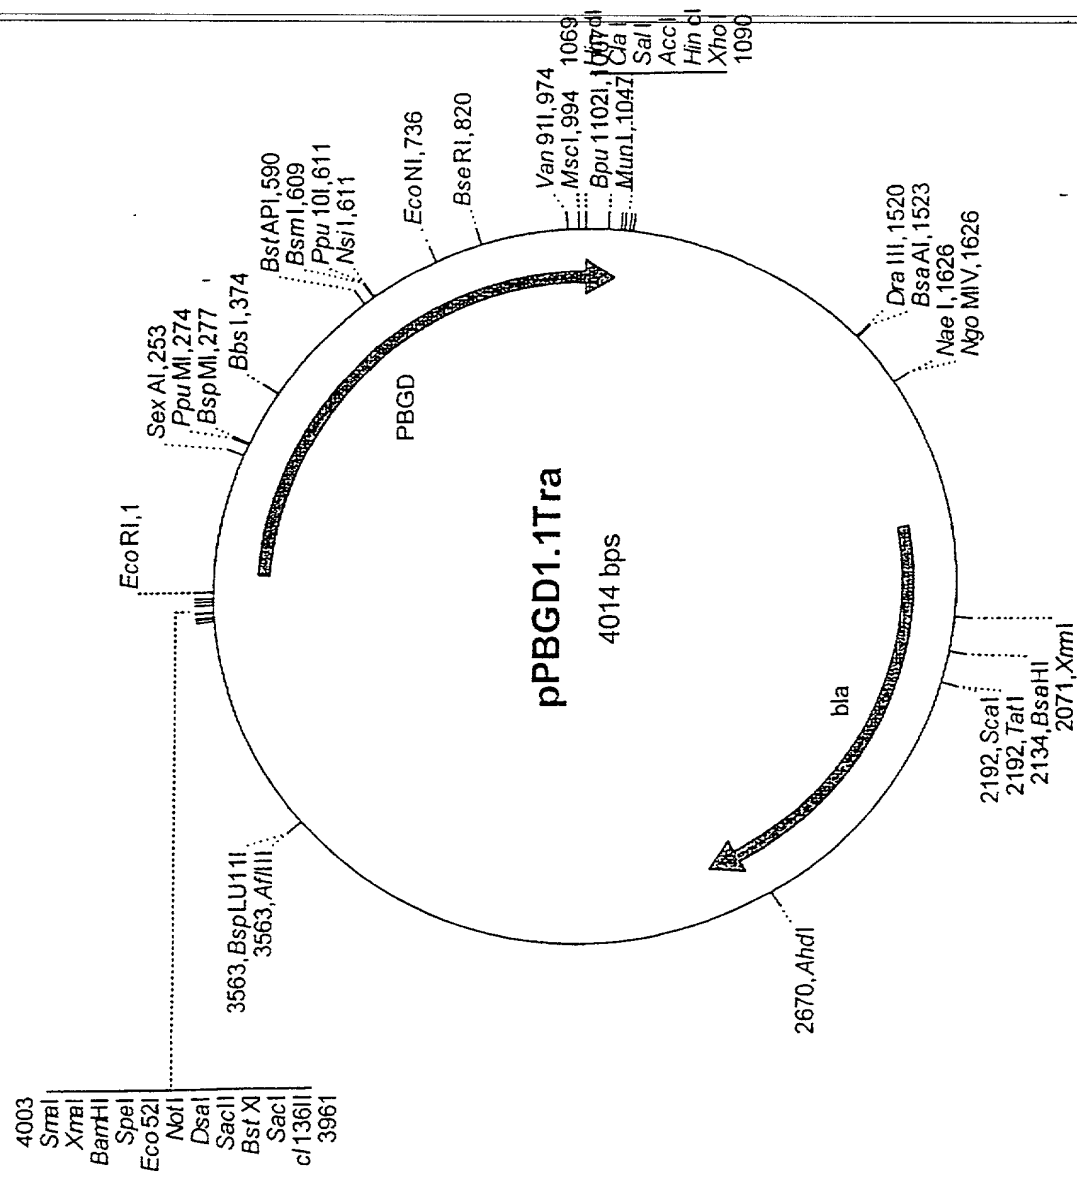 4003
SmaI
XmaI
BamHI
SpeI
Eco52I
NotI
DsaI
SacII
BstXI
SacI
cl136II
3961
EcoRI,1
SexAI,253
PpuMI,274
BspMI,277
BbsI,374
BstAPI,590
BsmI,609
Ppu10I,611
NsiI,611
EcoNI,736
BseRI,820
Van91I,974
MscI,994
Bpu1102I,
MunI,1047
1069
ClaI
SalI
AccI
HincI
XhoI
1090
DraIII,1520
BsaAI,1523
NaeI,1626
NgoMIV,1626
2071,XmnI
2134,BsaHI
2192,TatI
2192,ScaI
2670,AhdI
3563,AflIII
3563,BspLU11I
PBGD
bla
pPBGD1.1Tra
4014 bps